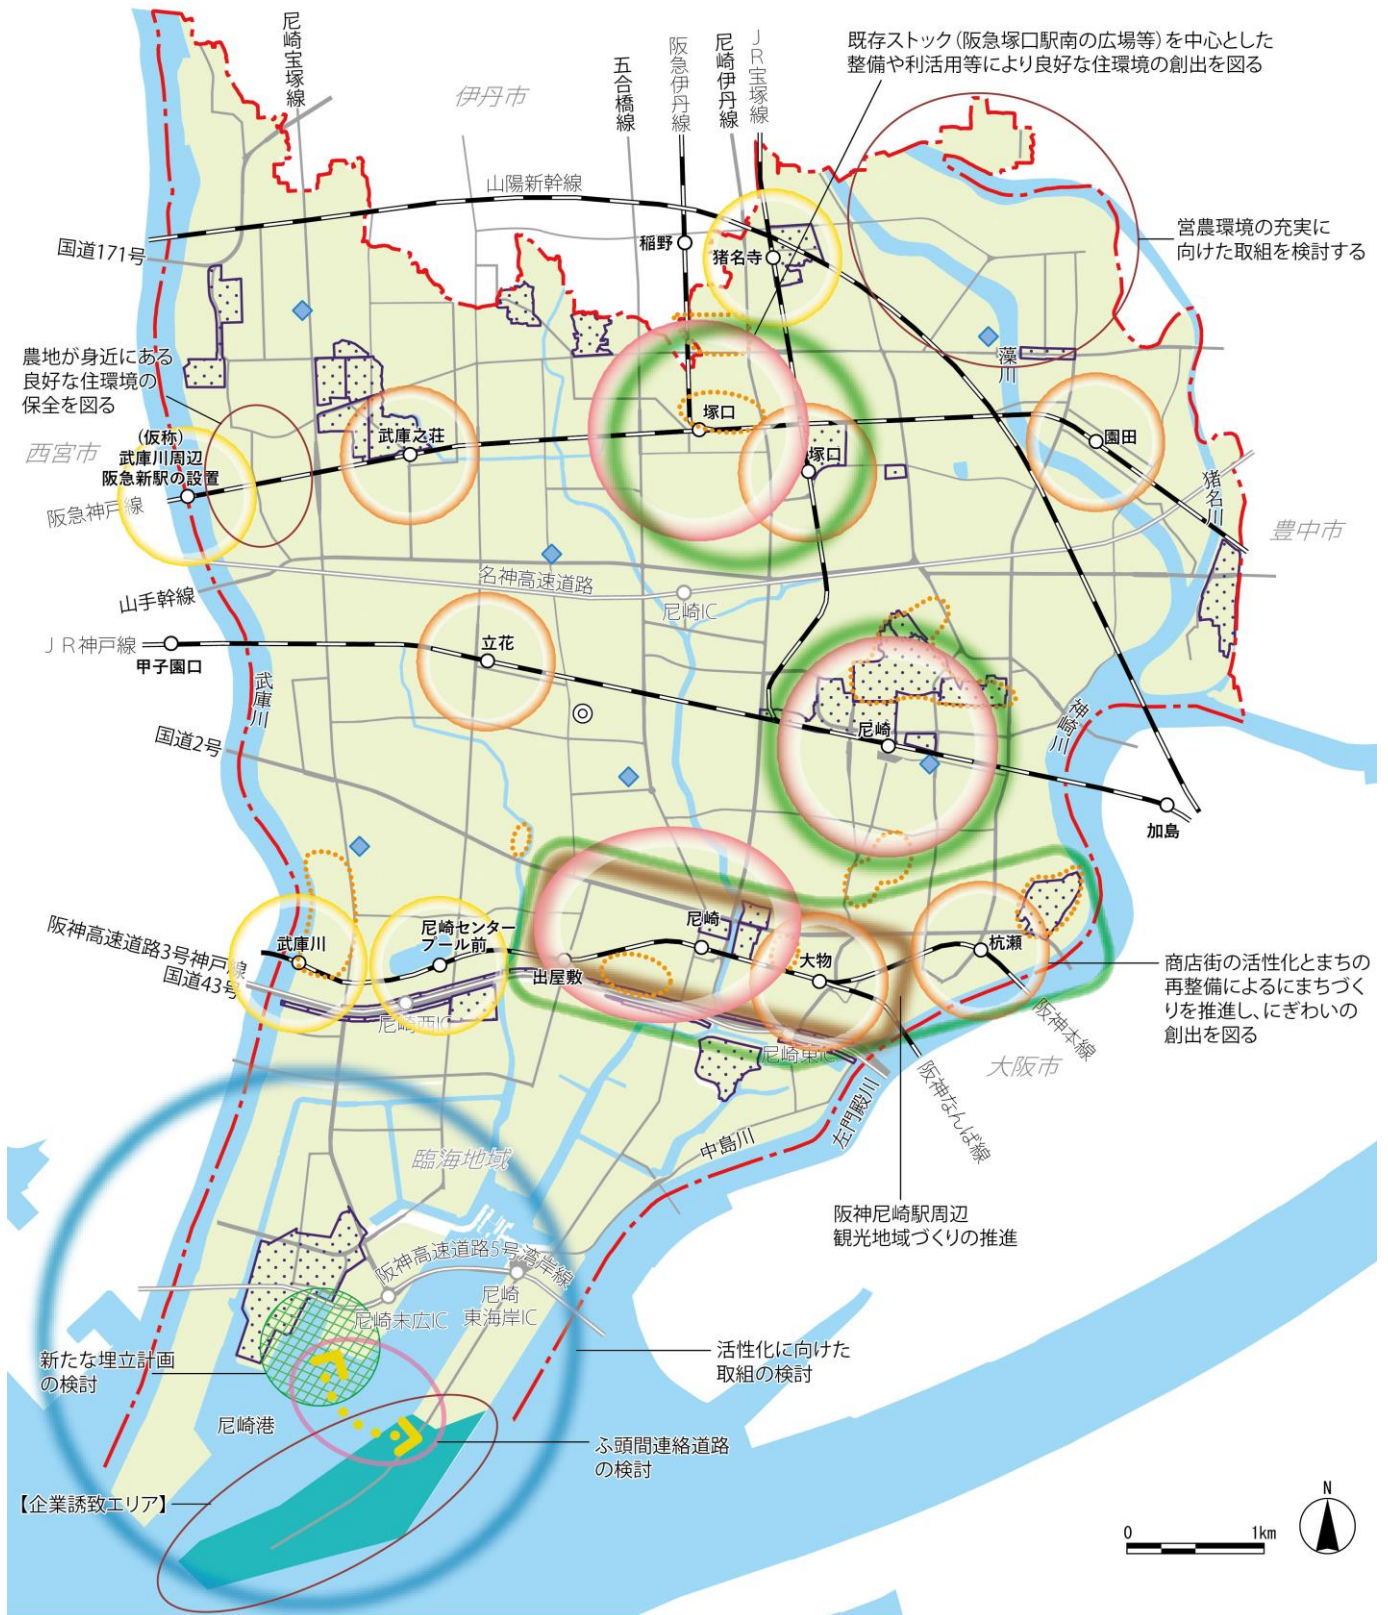 尼崎宝塚線
五合橋線
阪急伊丹線
尼崎伊丹線
ＪＲ宝塚線
既存ストック（阪急塚口駅南の広場等）を中心とした
整備や利活用等により良好な住環境の創出を図る
伊丹市
山陽新幹線
国道171号
稲野
猪名寺
営農環境の充実に
向けた取組を検討する
農地が身近にある
良好な住環境の
保全を図る
藻川
西宮市
（仮称）
武庫川周辺
阪急新駅の設置
武庫之荘
塚口
塚口
園田
猪名川
阪急神戸線
豊中市
名神高速道路
尼崎IC
山手幹線
ＪＲ神戸線
甲子園口
立花
武庫川
尼崎
神崎川
国道2号
加島
阪神高速道路3号神戸線
国道43号
武庫川
尼崎センター
プール前
出屋敷
尼崎
大物
杭瀬
尼崎西IC
尼崎東IC
阪神本線
商店街の活性化とまちの
再整備によるにまちづく
りを推進し、にぎわいの
創出を図る
大阪市
阪神なんば線
左門殿川
中島川
臨海地域
阪神尼崎駅周辺
観光地域づくりの推進
阪神高速道路5号湾岸線
尼崎末広IC
尼崎
東海岸IC
新たな埋立計画
の検討
活性化に向けた
取組の検討
尼崎港
ふ頭間連絡道路
の検討
【企業誘致エリア】
N
0 1km